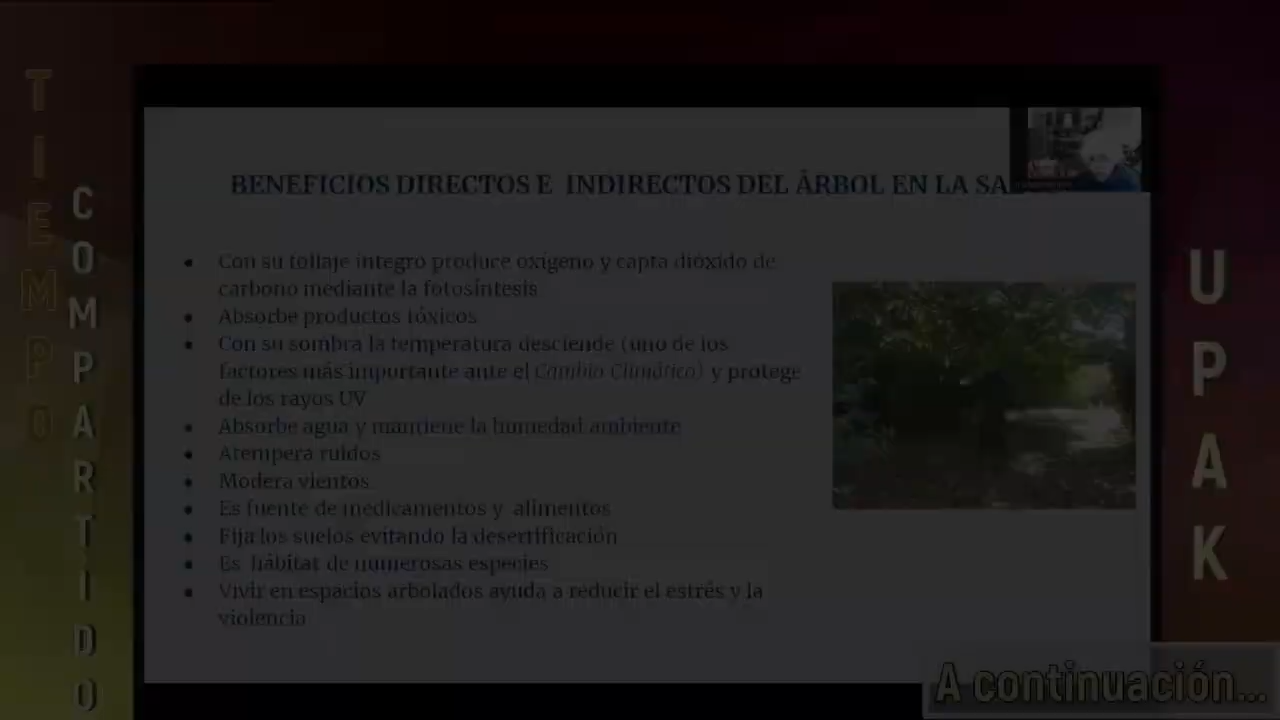 TIEMPO
COMPARTIDO
BENEFICIOS DIRECTOS E INDIRECTOS DEL ÁRBOL EN LA SA
Con su follaje íntegro produce oxígeno y capta dióxido de
carbono mediante la fotosíntesis
Absorbe productos tóxicos
Con su sombra la temperatura desciende (uno de los
factores más importante ante el Cambio Climático) y protege
de los rayos UV
Absorbe agua y mantiene la humedad ambiente
Atempera ruidos
Modera vientos
Es fuente de medicamentos y alimentos
Fija los suelos evitando la desertificación
Es hábitat de numerosas especies
Vivir en espacios arbolados ayuda a reducir el estrés y la
violencia
UPAK
A continuación...